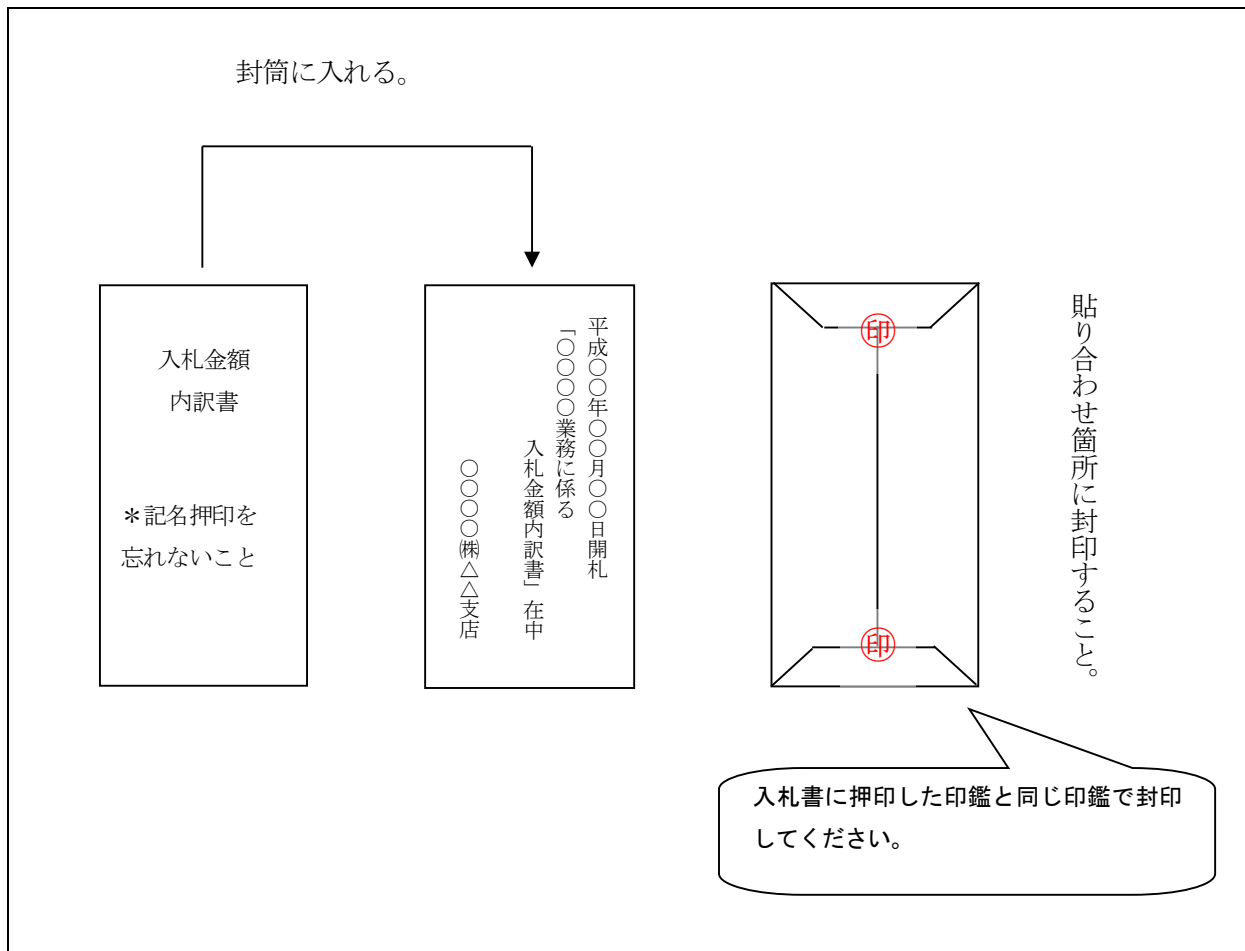 封筒に入れる。
入札金額
内訳書
＊記名押印を
忘れないこと
平成〇〇年〇〇月〇〇日開札
「〇〇〇〇業務に係る
入札金額内訳書」在中
〇〇〇〇㈱△△支店
印
印
貼り合わせ箇所に封印すること。
入札書に押印した印鑑と同じ印鑑で封印
してください。